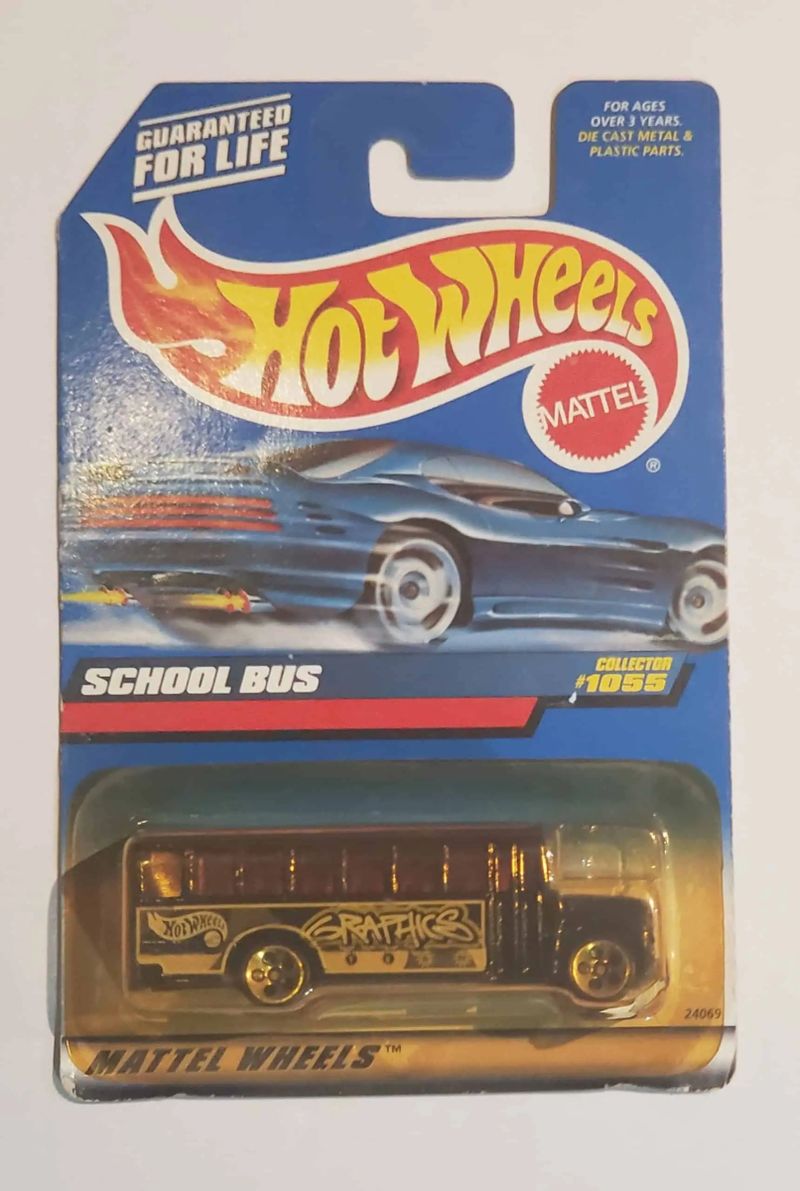 GUARANTEED
FOR LIFE
FOR AGES
OVER 3 YEARS.
DIE CAST METAL &
PLASTIC PARTS.
HOT WHEELS
MATTEL
®
SCHOOL BUS
COLLECTOR
#1055
HOT WHEELS
GRAPHICS
24069
MATTEL WHEELS™